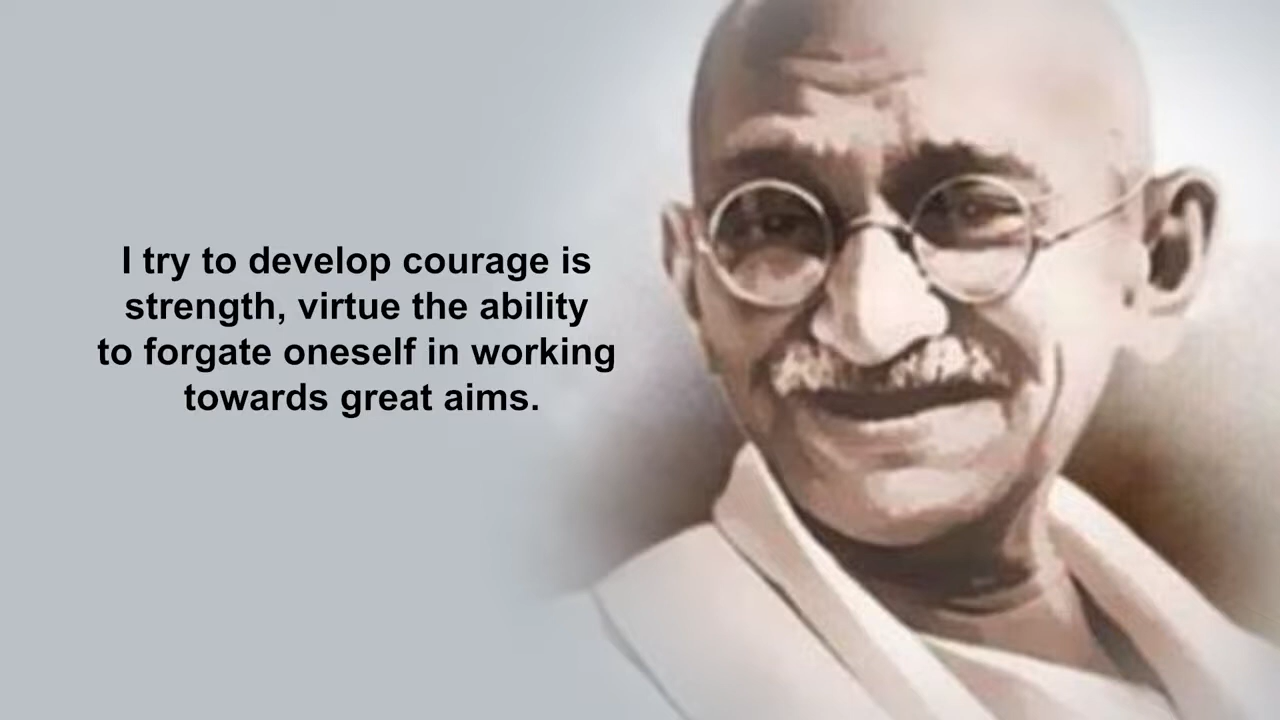 I try to develop courage is
strength, virtue the ability
to forgate oneself in working
towards great aims.